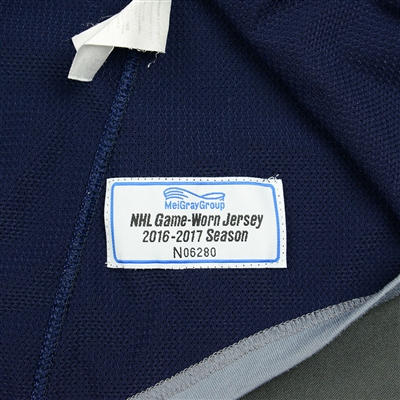 MeiGrayGroup
NHL Game-Worn Jersey
2016-2017 Season
N06280